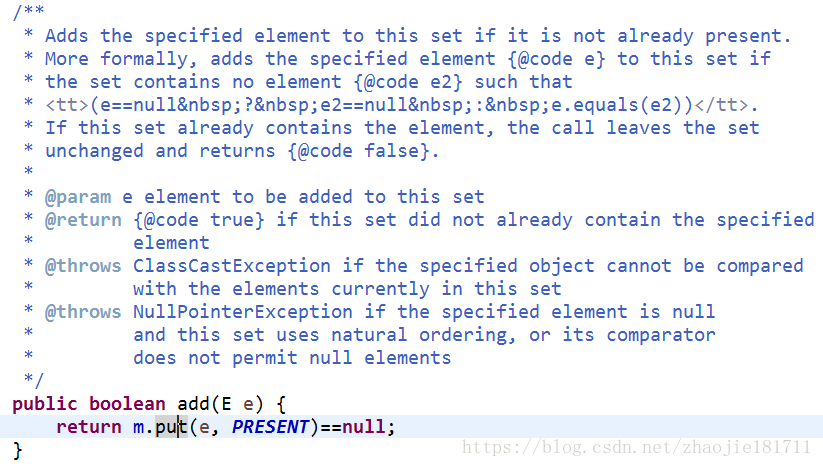 /**
 * Adds the specified element to this set if it is not already present.
 * More formally, adds the specified element {@code e} to this set if
 * the set contains no element {@code e2} such that
 * <tt>(e==null&nbsp;?&nbsp;e2==null&nbsp;:&nbsp;e.equals(e2))</tt>.
 * If this set already contains the element, the call leaves the set
 * unchanged and returns {@code false}.
 *
 * @param e element to be added to this set
 * @return {@code true} if this set did not already contain the specified
 *         element
 * @throws ClassCastException if the specified object cannot be compared
 *         with the elements currently in this set
 * @throws NullPointerException if the specified element is null
 *         and this set uses natural ordering, or its comparator
 *         does not permit null elements
 */
public boolean add(E e) {
    return m.put(e, PRESENT)==null;
}
https://blog.csdn.net/zhaojie181711